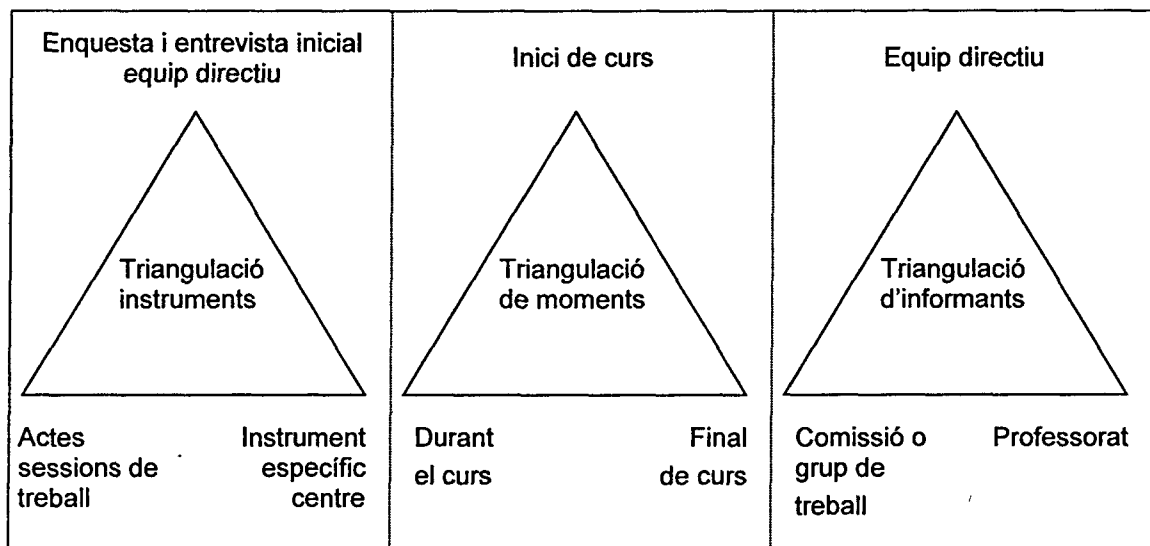 Enquesta i entrevista inicial
equip directiu
Triangulació
instruments
Actes
sessions de
treball
Instrument
específic
centre
Inici de curs
Triangulació
de moments
Durant
el curs
Final
de curs
Equip directiu
Triangulació
d'informants
Comissió o
grup de
treball
Professorat